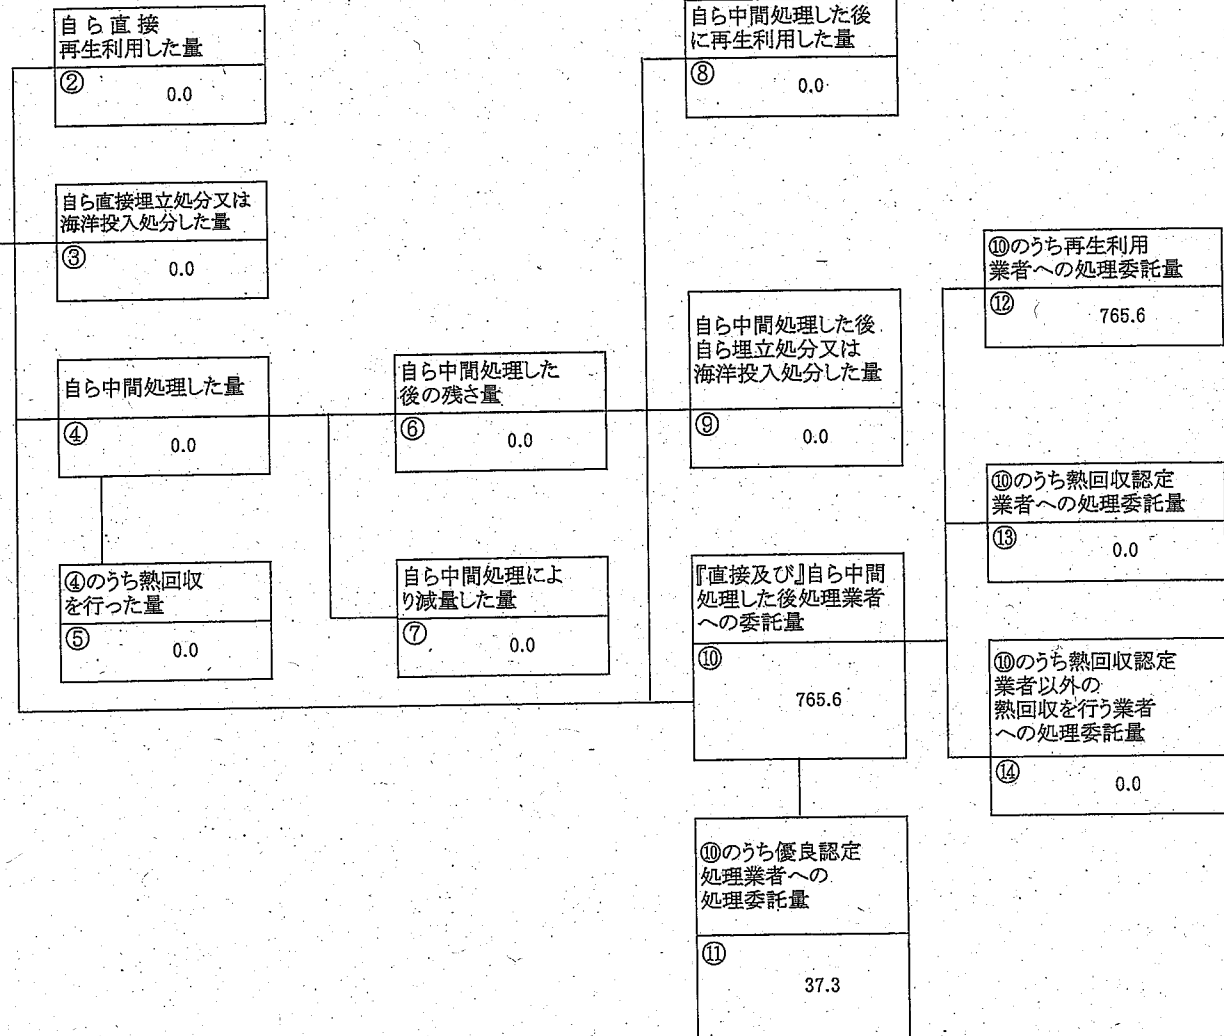 自ら直接
再生利用した量
②
0.0
自ら直接埋立処分又は
海洋投入処分した量
③
0.0
自ら中間処理した量
④
0.0
④のうち熱回収
を行った量
⑤
0.0
自ら中間処理した
後の残さ量
⑥
0.0
自ら中間処理によ
り減量した量
⑦
0.0
自ら中間処理した後
に再生利用した量
⑧
0.0
自ら中間処理した後
自ら埋立処分又は
海洋投入処分した量
⑨
0.0
『直接及び』自ら中間
処理した後処理業者
への委託量
⑩
765.6
⑩のうち優良認定
処理業者への
処理委託量
⑪
37.3
⑩のうち再生利用
業者への処理委託量
⑫
765.6
⑩のうち熱回収認定
業者への処理委託量
⑬
0.0
⑩のうち熱回収認定
業者以外の
熱回収を行う業者
への処理委託量
⑭
0.0